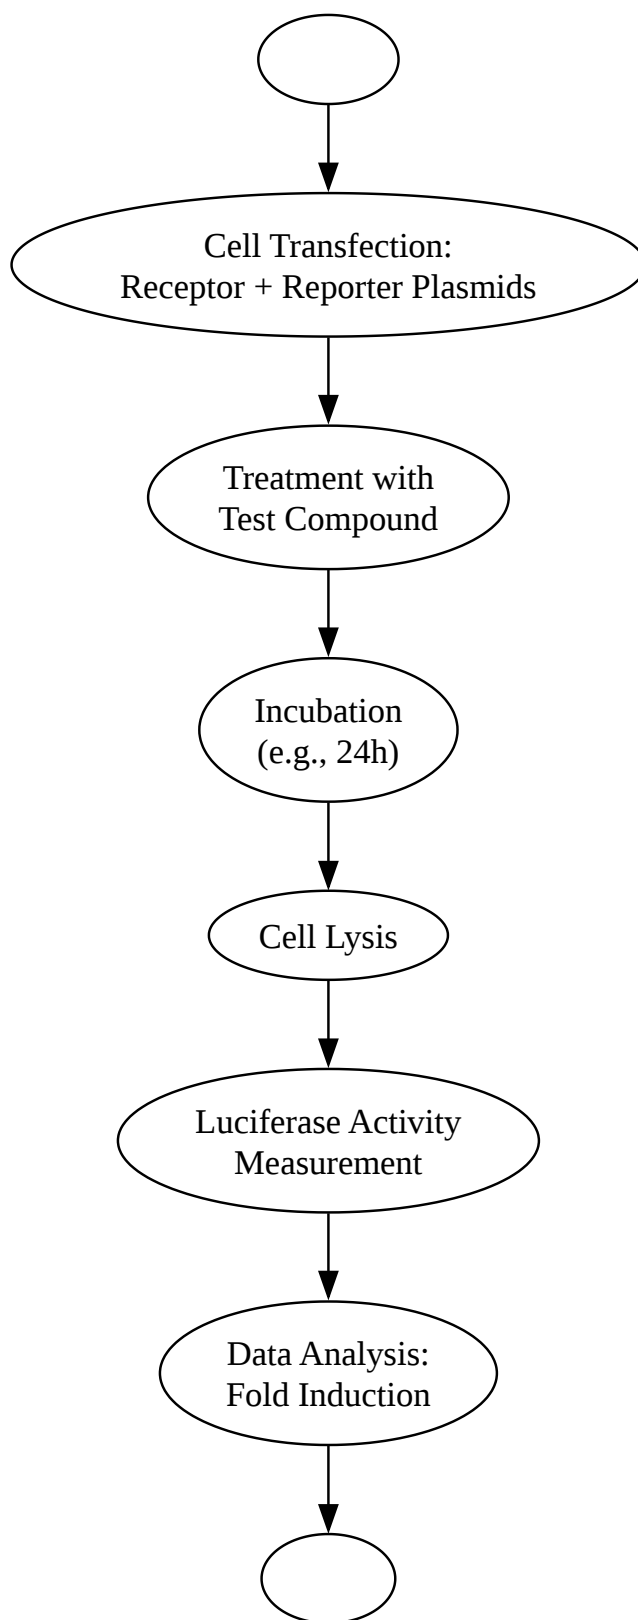 Cell Transfection:
Receptor + Reporter Plasmids
Treatment with
Test Compound
Incubation
(e.g., 24h)
Cell Lysis
Luciferase Activity
Measurement
Data Analysis:
Fold Induction